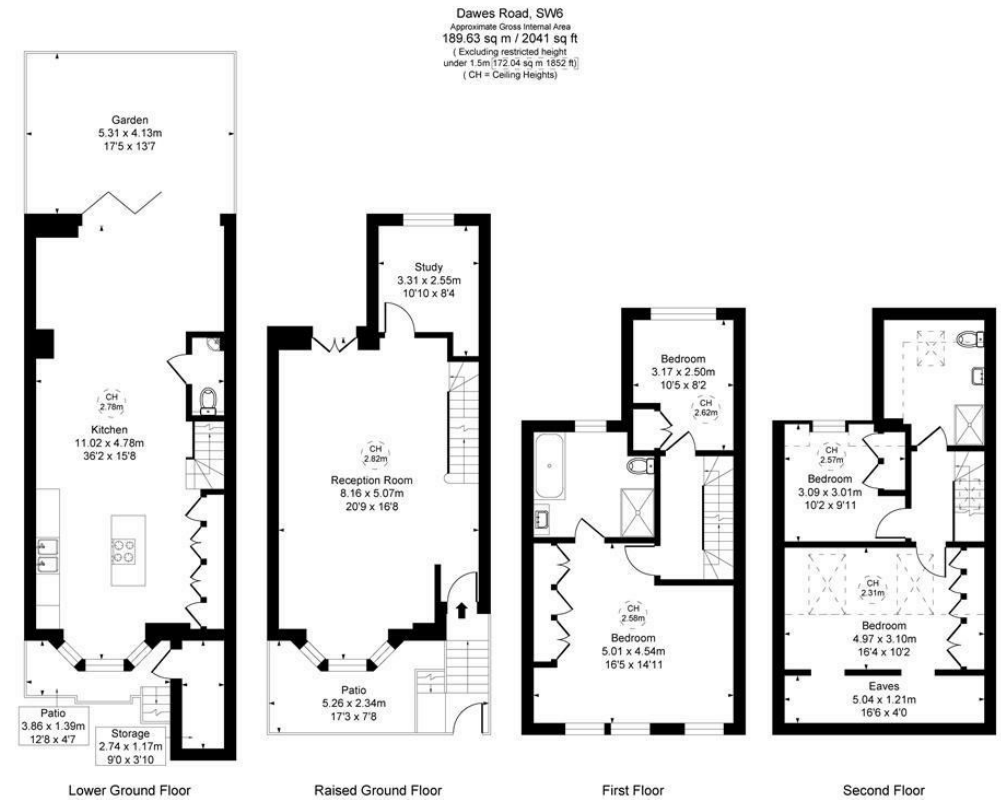 Dawes Road, SW6
Approximate Gross Internal Area
189.63 sq m / 2041 sq ft
( Excluding restricted height
under 1.5m [172.04 sq m 1852 ft)]
( CH = Ceiling Heights)
Garden
5.31 x 4.13m
17'5 x 13'7
CH
2.78m
Kitchen
11.02 x 4.78m
36'2 x 15'8
Patio
3.86 x 1.39m
12'8 x 4'7
Storage
2.74 x 1.17m
9'0 x 3'10
Lower Ground Floor
Study
3.31 x 2.55m
10'10 x 8'4
CH
2.82m
Reception Room
8.16 x 5.07m
20'9 x 16'8
Patio
5.26 x 2.34m
17'3 x 7'8
Raised Ground Floor
Bedroom
3.17 x 2.50m
10'5 x 8'2
CH
2.62m
CH
2.58m
Bedroom
5.01 x 4.54m
16'5 x 14'11
First Floor
CH
2.57m
Bedroom
3.09 x 3.01m
10'2 x 9'11
CH
2.31m
Bedroom
4.97 x 3.10m
16'4 x 10'2
Eaves
5.04 x 1.21m
16'6 x 4'0
Second Floor